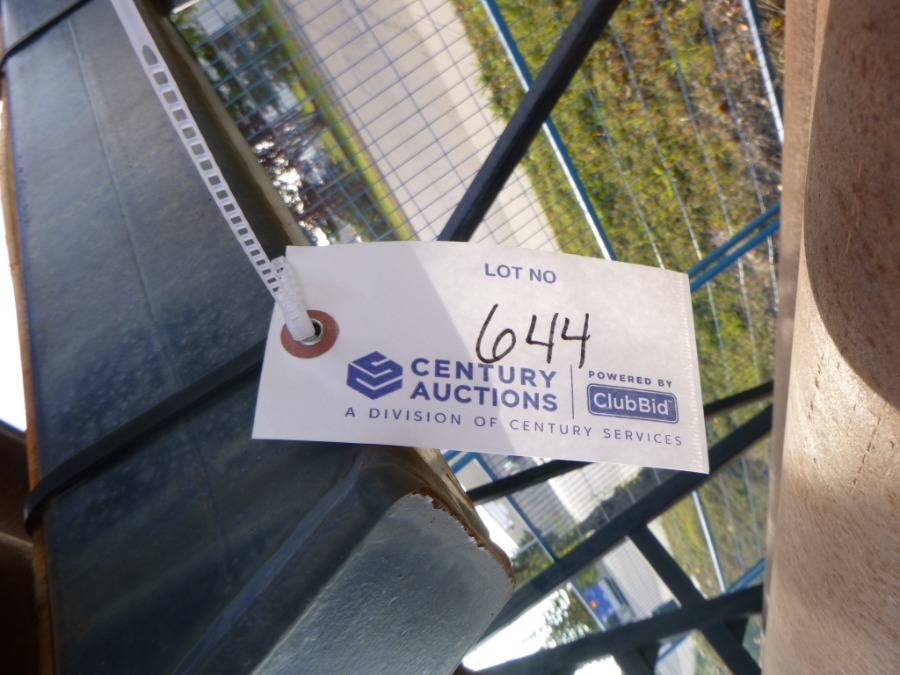 LOT NO
644
CENTURY
AUCTIONS
A DIVISION OF CENTURY SERVICES
POWERED BY
ClubBid